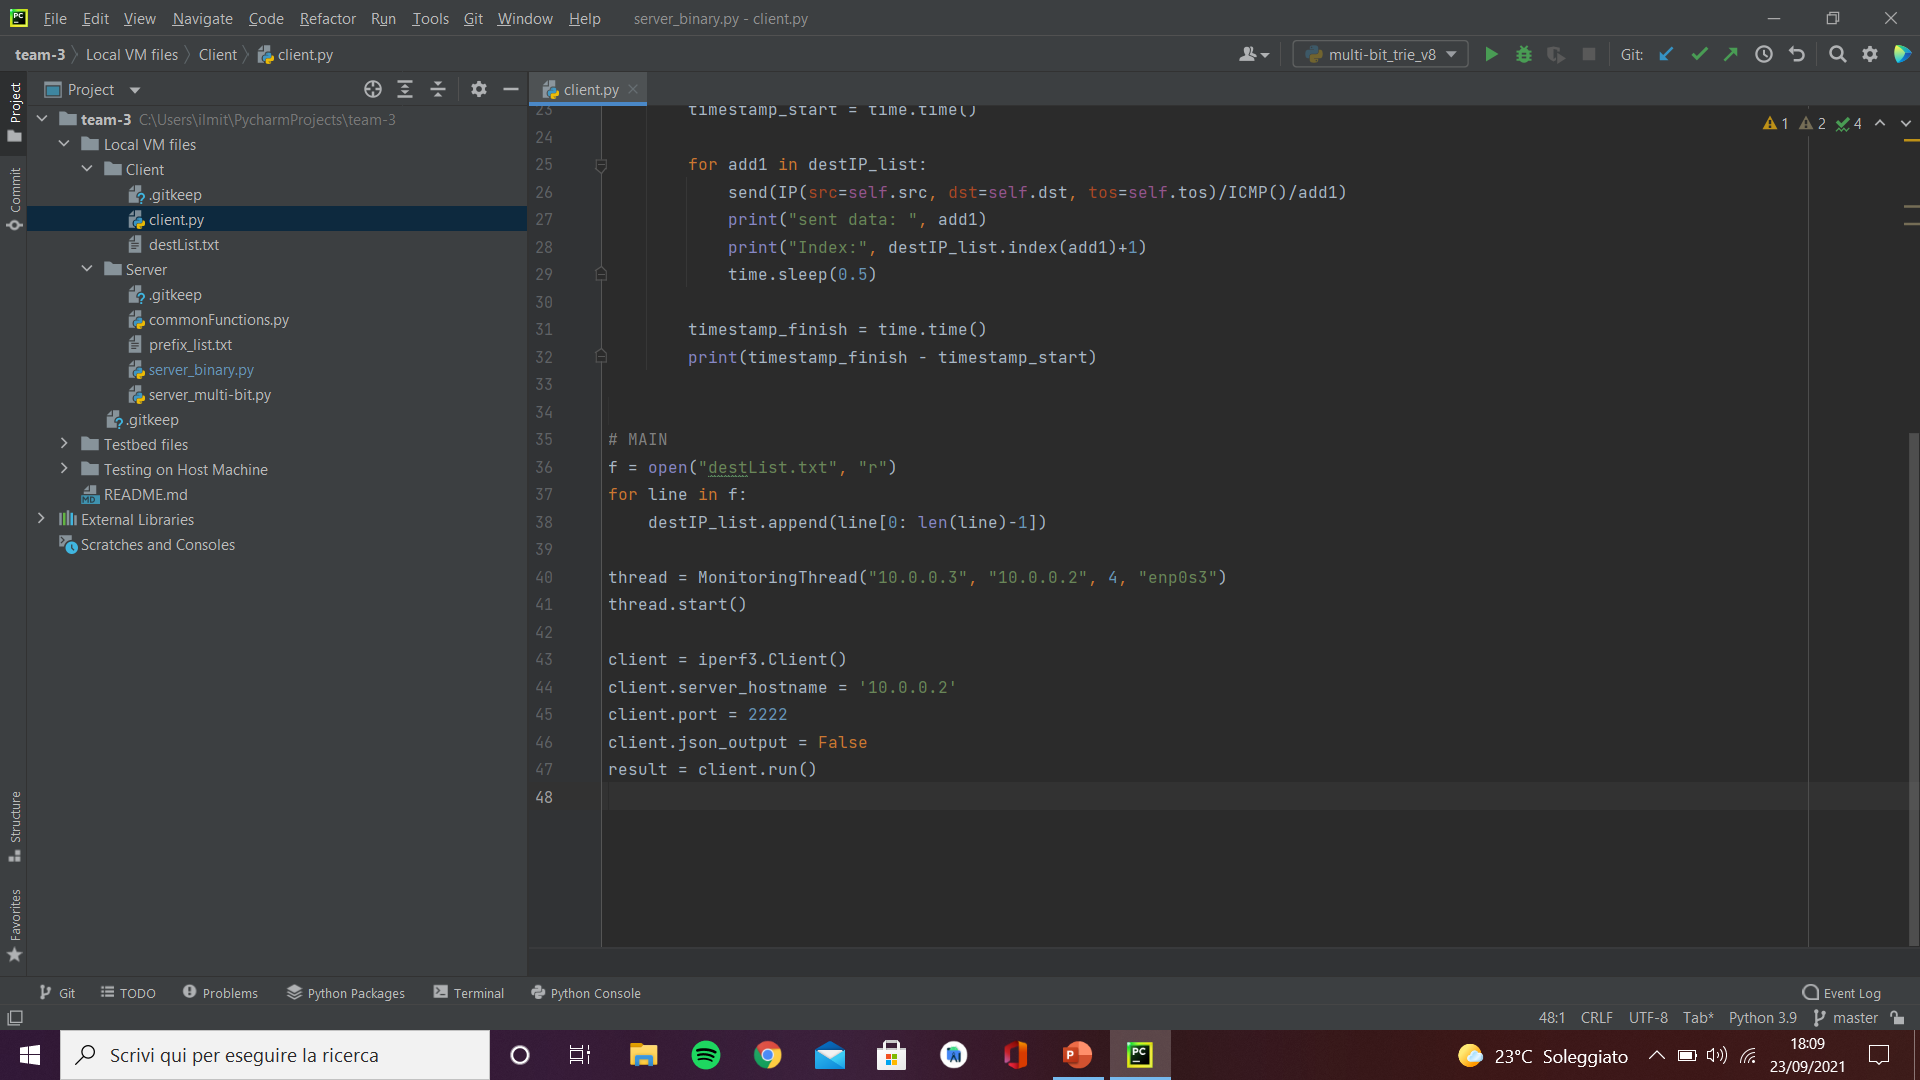 File Edit View Navigate Code Refactor Run Tools Git Window Help server_binary.py - client.py
team-3 Local VM files Client client.py multi-bit_trie_v8 Git:
Project
Commit
Structure
Favorites
Project
team-3 C:\Users\ilmit\PycharmProjects\team-3
Local VM files
Client
.gitkeep
client.py
destList.txt
Server
.gitkeep
commonFunctions.py
prefix_list.txt
server_binary.py
server_multi-bit.py
.gitkeep
Testbed files
Testing on Host Machine
README.md
External Libraries
Scratches and Consoles
client.py
1 2 4
23 timestamp_start = time.time()
24
25 for add1 in destIP_list:
26 send(IP(src=self.src, dst=self.dst, tos=self.tos)/ICMP()/add1)
27 print("sent data: ", add1)
28 print("Index:", destIP_list.index(add1)+1)
29 time.sleep(0.5)
30
31 timestamp_finish = time.time()
32 print(timestamp_finish - timestamp_start)
33
34
35 # MAIN
36 f = open("destList.txt", "r")
37 for line in f:
38 destIP_list.append(line[0: len(line)-1])
39
40 thread = MonitoringThread("10.0.0.3", "10.0.0.2", 4, "enp0s3")
41 thread.start()
42
43 client = iperf3.Client()
44 client.server_hostname = '10.0.0.2'
45 client.port = 2222
46 client.json_output = False
47 result = client.run()
48
Git TODO Problems Python Packages Terminal Python Console Event Log
48:1 CRLF UTF-8 Tab* Python 3.9 master
Scrivi qui per eseguire la ricerca
23°C Soleggiato
18:09
23/09/2021